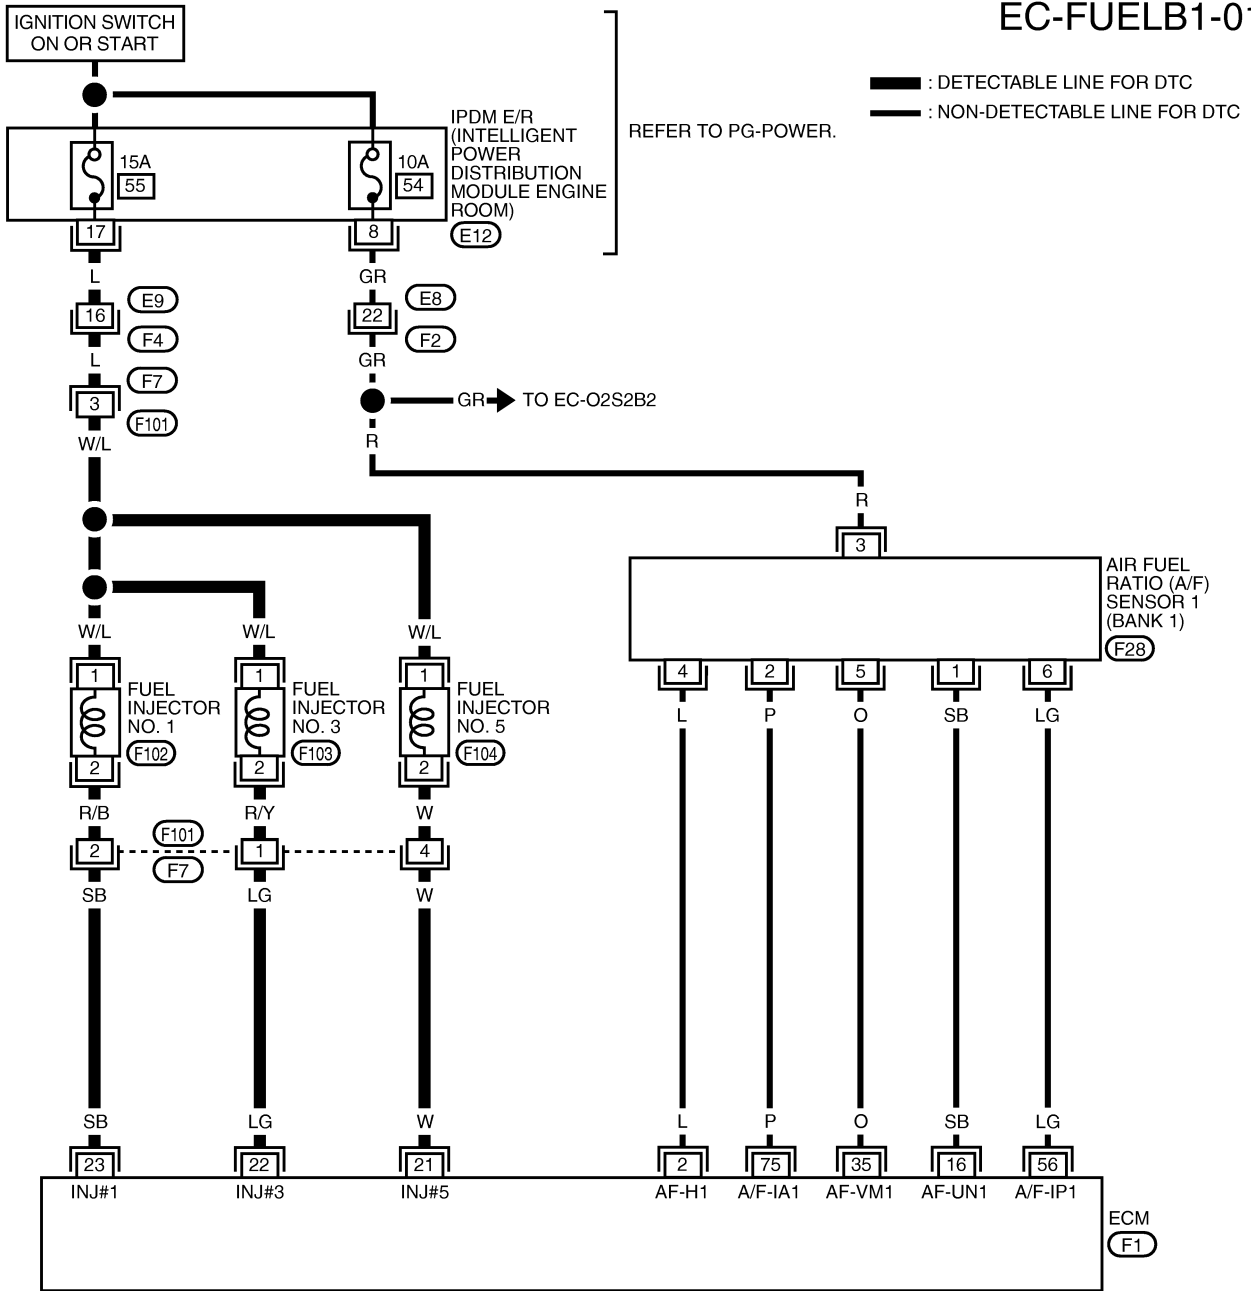 EC-FUELB1-01
IGNITION SWITCH
ON OR START
: DETECTABLE LINE FOR DTC
: NON-DETECTABLE LINE FOR DTC
IPDM E/R
(INTELLIGENT
POWER
DISTRIBUTION
MODULE ENGINE
ROOM)
E12
REFER TO PG-POWER.
15A
55
10A
54
17
8
L
GR
E9
E8
16
22
F4
F2
L
GR
F7
3
F101
GR
TO EC-O2S2B2
W/L
R
R
3
AIR FUEL
RATIO (A/F)
SENSOR 1
(BANK 1)
F28
W/L
W/L
W/L
1
1
1
FUEL
INJECTOR
NO. 1
F102
FUEL
INJECTOR
NO. 3
F103
FUEL
INJECTOR
NO. 5
F104
2
2
2
4
2
5
1
6
L
P
O
SB
LG
R/B
R/Y
W
F101
2
1
4
F7
SB
LG
W
SB
LG
W
L
P
O
SB
LG
23
22
21
2
75
35
16
56
INJ#1
INJ#3
INJ#5
AF-H1
A/F-IA1
AF-VM1
AF-UN1
A/F-IP1
ECM
F1